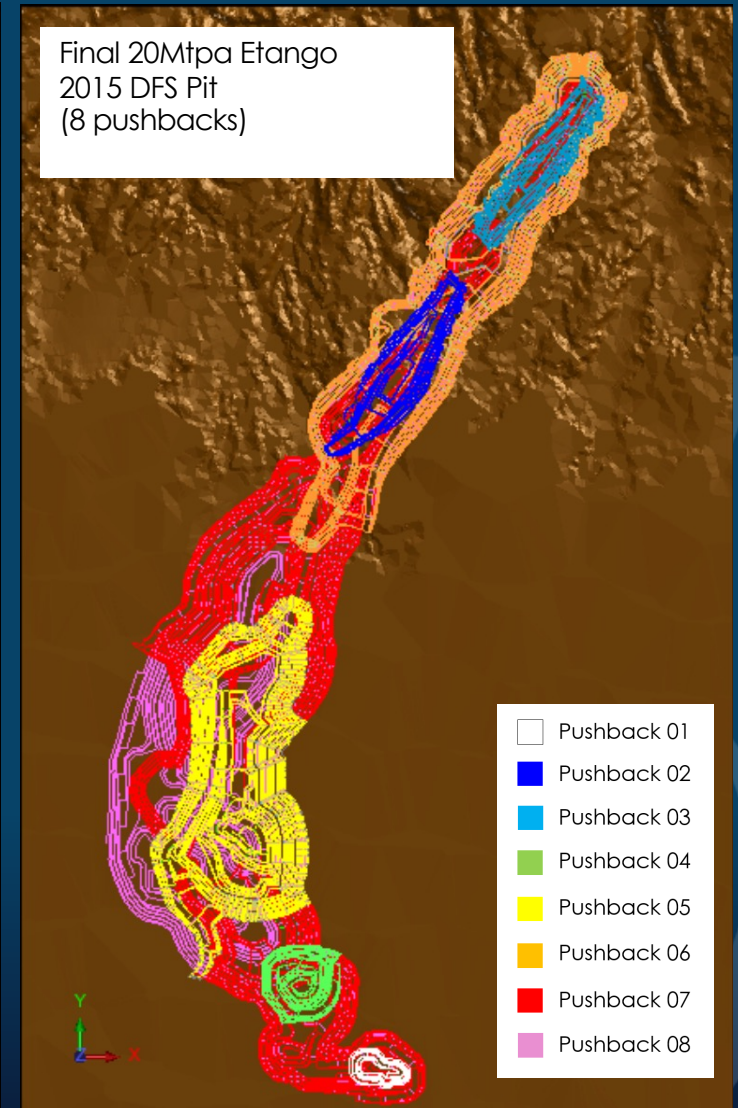 Final 20Mtpa Etango
2015 DFS Pit
(8 pushbacks)
Pushback 01
Pushback 02
Pushback 03
Pushback 04
Pushback 05
Pushback 06
Pushback 07
Pushback 08
Y
Z X